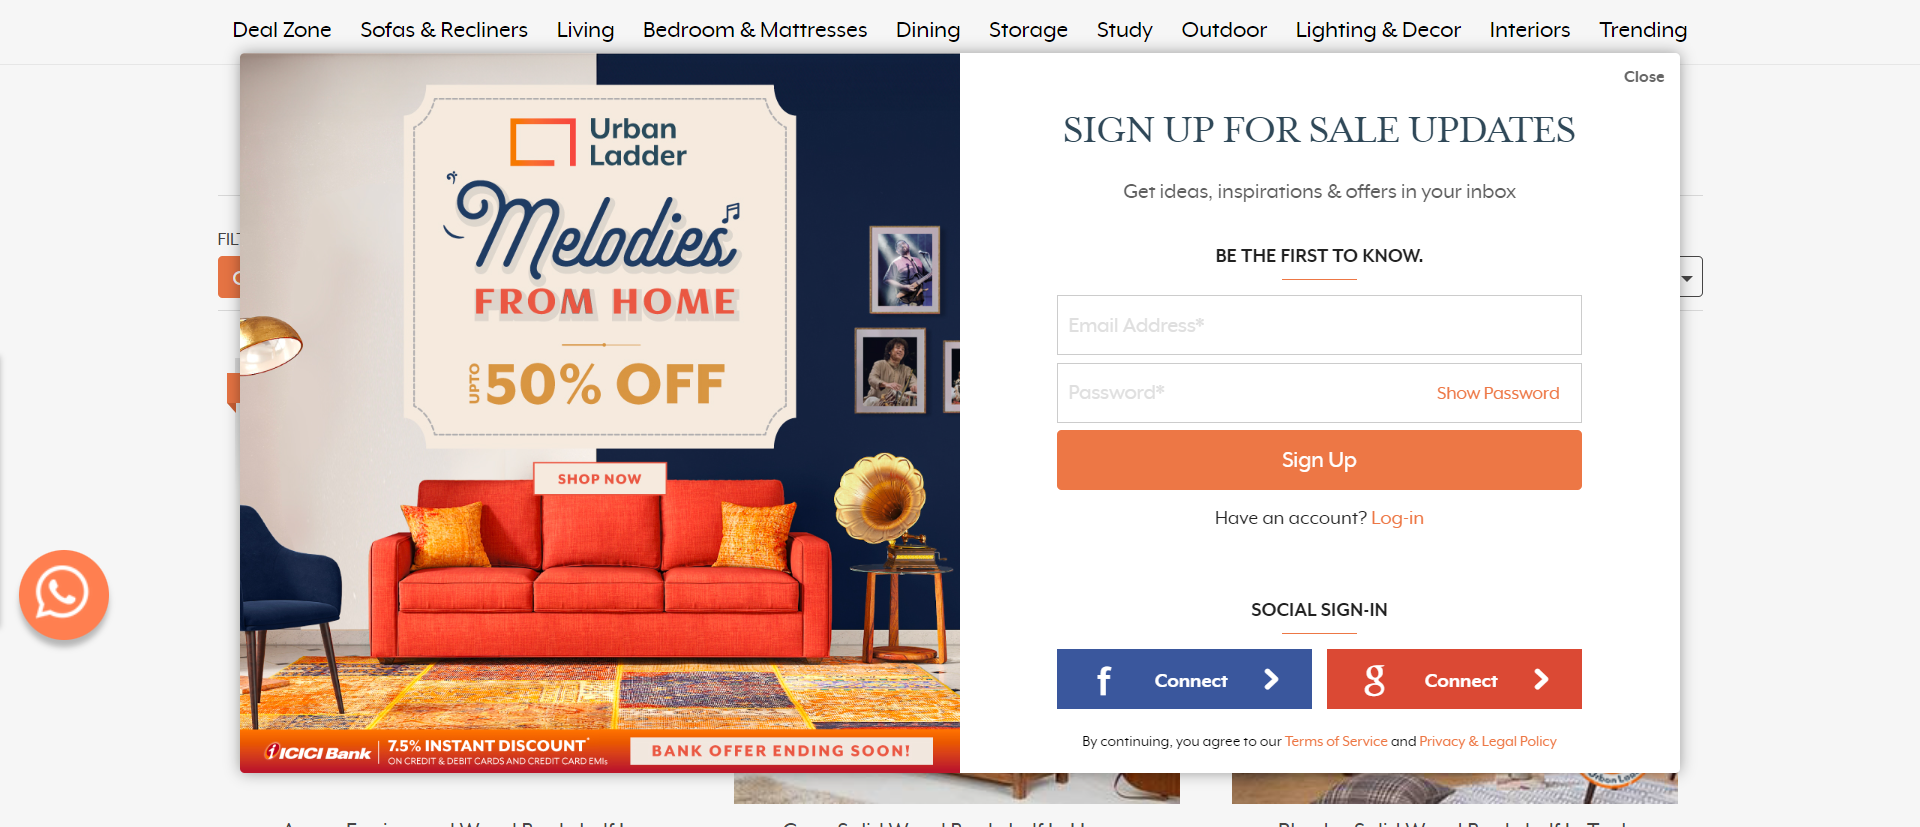 Deal Zone Sofas & Recliners Living Bedroom & Mattresses Dining Storage Study Outdoor Lighting & Decor Interiors Trending
Close
Urban
Ladder
Melodies
FROM HOME
UPTO 50% OFF
SHOP NOW
ICICI Bank
7.5% INSTANT DISCOUNT*
ON CREDIT & DEBIT CARDS AND CREDIT CARD EMIs
BANK OFFER ENDING SOON!
SIGN UP FOR SALE UPDATES
Get ideas, inspirations & offers in your inbox
BE THE FIRST TO KNOW.
Email Address*
Password* Show Password
Sign Up
Have an account? Log-in
SOCIAL SIGN-IN
f Connect
g Connect
By continuing, you agree to our Terms of Service and Privacy & Legal Policy